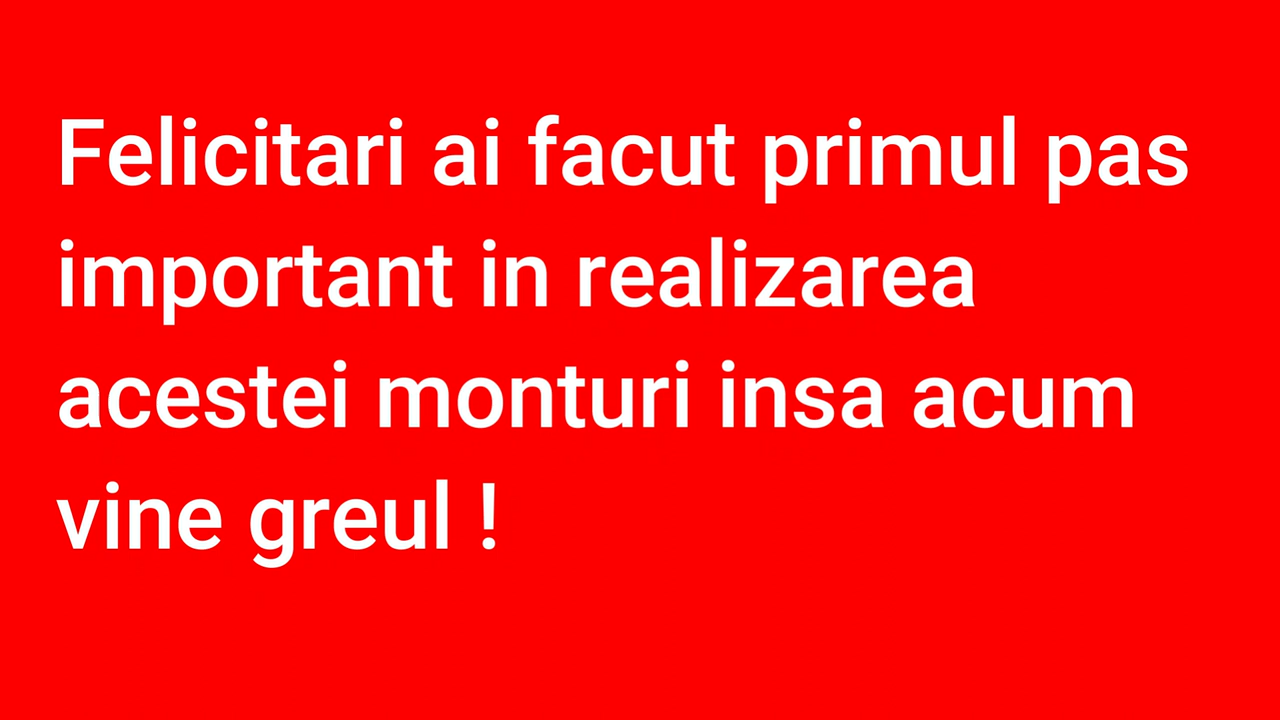 Felicitari ai facut primul pas
important in realizarea
acestei monturi insa acum
vine greul !